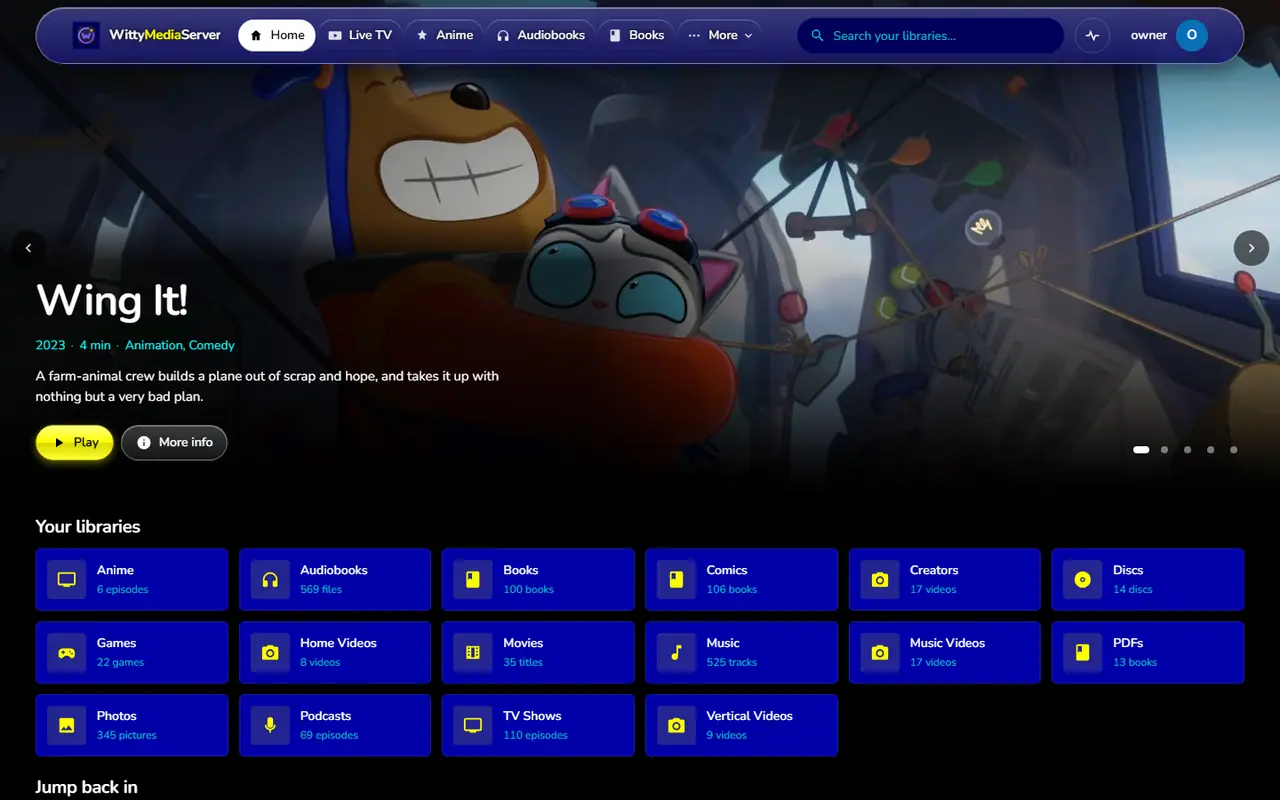 WittyMediaServer
Home
Live TV
Anime
Audiobooks
Books
More
Search your libraries...
owner
O
Wing It!
2023 · 4 min · Animation, Comedy
A farm-animal crew builds a plane out of scrap and hope, and takes it up with
nothing but a very bad plan.
Play
More info
Your libraries
Anime
6 episodes
Audiobooks
569 files
Books
100 books
Comics
106 books
Creators
17 videos
Discs
14 discs
Games
22 games
Home Videos
8 videos
Movies
35 titles
Music
525 tracks
Music Videos
17 videos
PDFs
13 books
Photos
345 pictures
Podcasts
69 episodes
TV Shows
110 episodes
Vertical Videos
9 videos
Jump back in